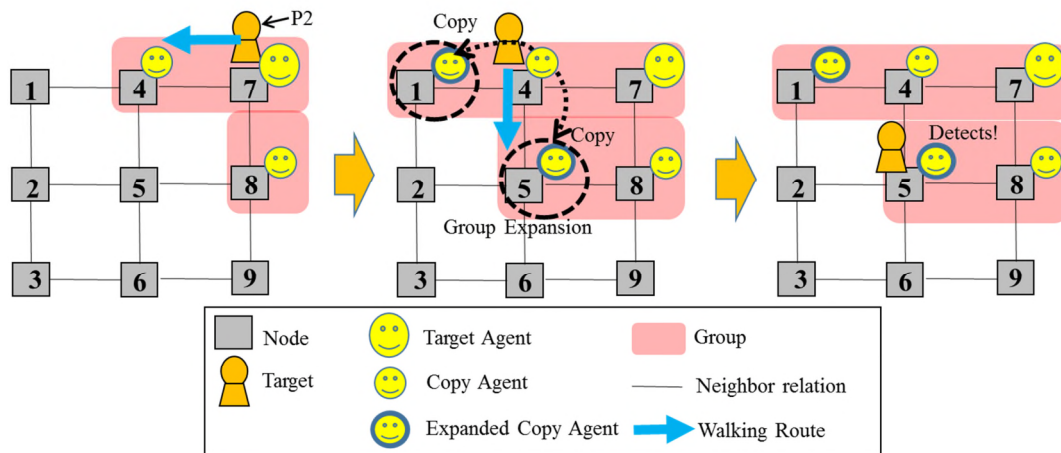 P2
1 4 7
2 5 8
3 6 9
Copy
1 4 7
Copy
2 5 8
Group Expansion
3 6 9
1 4 7
Detects!
2 5 8
3 6 9
Node
Target
Target Agent
Copy Agent
Expanded Copy Agent
Group
Neighbor relation
Walking Route